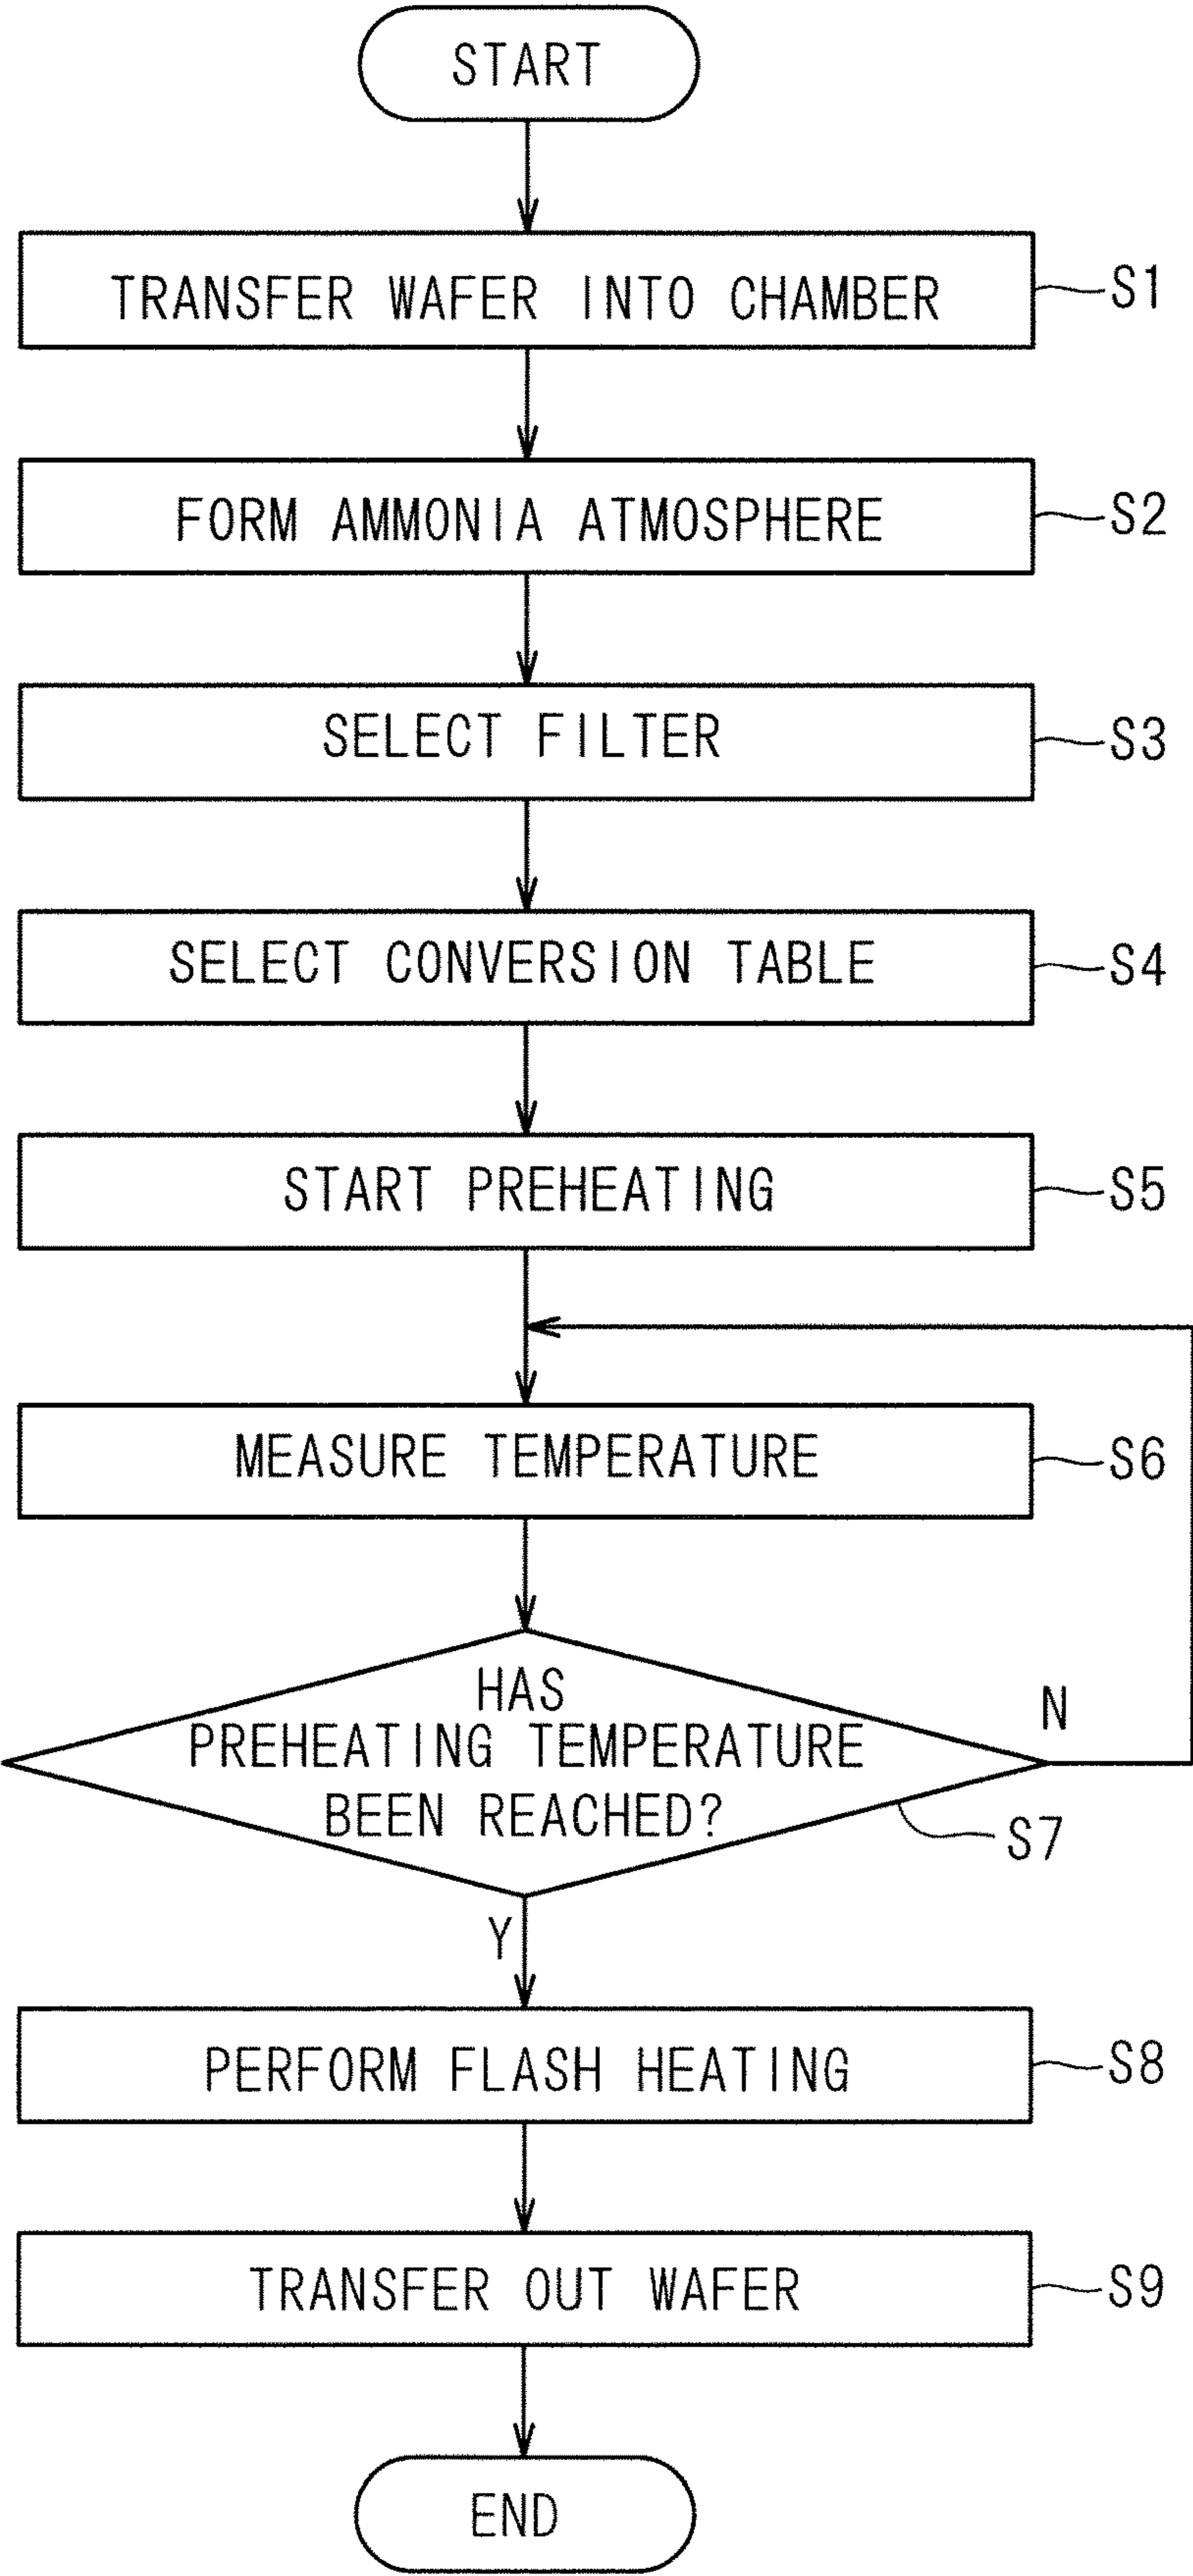 START
TRANSFER WAFER INTO CHAMBER
S1
FORM AMMONIA ATMOSPHERE
S2
SELECT FILTER
S3
SELECT CONVERSION TABLE
S4
START PREHEATING
S5
MEASURE TEMPERATURE
S6
HAS
PREHEATING TEMPERATURE
BEEN REACHED?
N
S7
Y
PERFORM FLASH HEATING
S8
TRANSFER OUT WAFER
S9
END